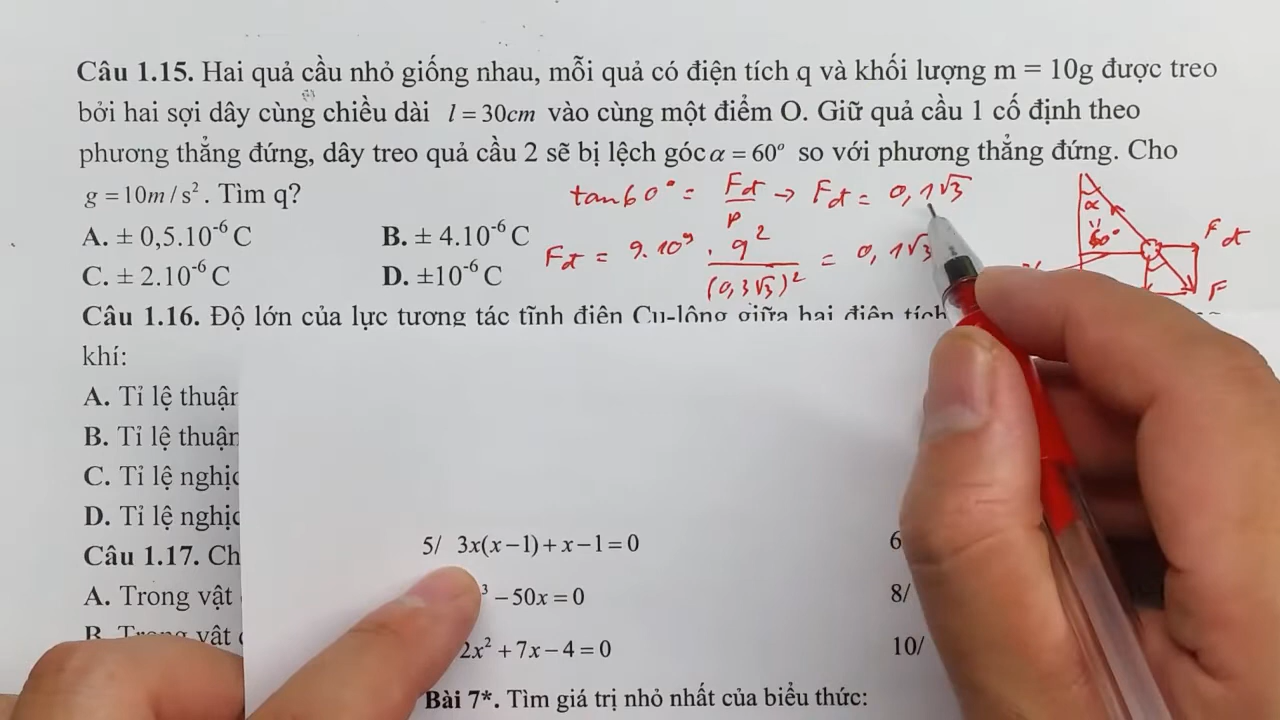 Câu 1.15. Hai quả cầu nhỏ giống nhau, mỗi quả có điện tích q và khối lượng m = 10g được treo
bởi hai sợi dây cùng chiều dài l = 30cm vào cùng một điểm O. Giữ quả cầu 1 cố định theo
phương thẳng đứng, dây treo quả cầu 2 sẽ bị lệch góc α = 60° so với phương thẳng đứng. Cho
g = 10m/s². Tìm q?
tan60° = Fđ/P → Fđ = 0,1√3
A. ± 0,5.10⁻⁶ C B. ± 4.10⁻⁶ C
C. ± 2.10⁻⁶ C D. ±10⁻⁶ C
Fđ = 9.10⁹ . q²/(0,3√3)² = 0,1√3
α
60°
Fđ
F
Câu 1.16. Độ lớn của lực tương tác tĩnh điện Cu-lông giữa hai điện tích
khí:
A. Tỉ lệ thuận
B. Tỉ lệ thuận
C. Tỉ lệ nghịc
D. Tỉ lệ nghịc
Câu 1.17. Ch
A. Trong vật
B. Trong vật
5/ 3x(x−1)+x−1=0 6
³ −50x = 0 8/
2x² + 7x − 4 = 0 10/
Bài 7*. Tìm giá trị nhỏ nhất của biểu thức: